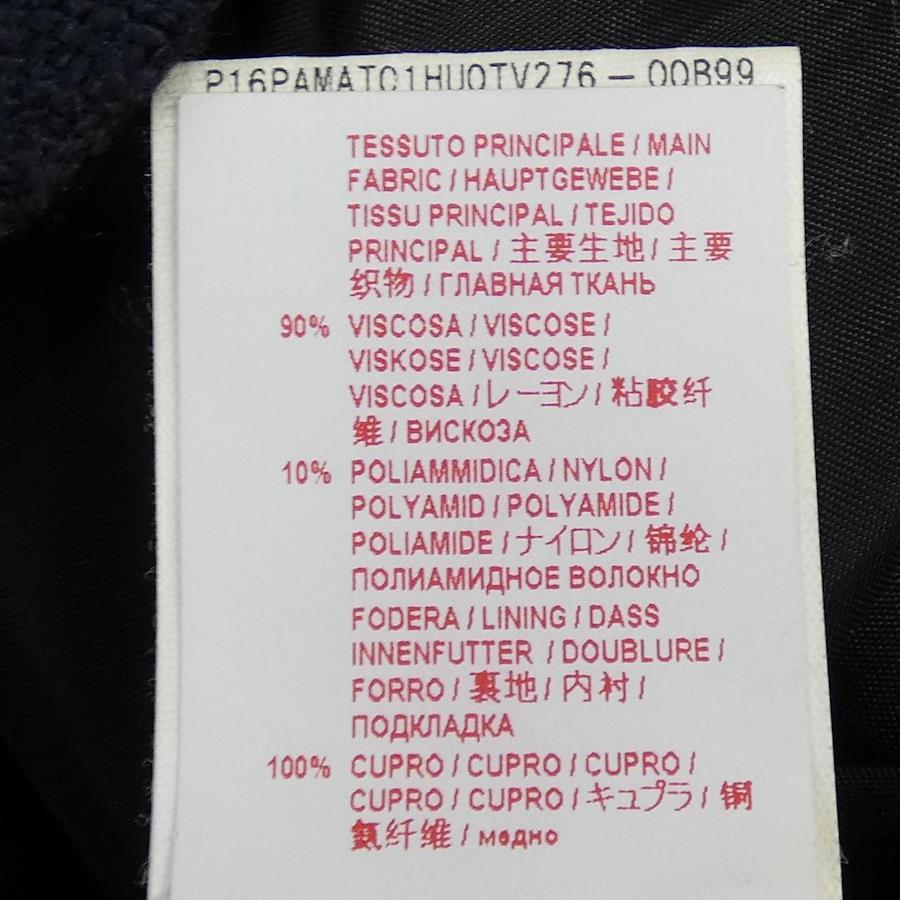 P16PAMATC1HUOTV276 – 00B99
TESSUTO PRINCIPALE / MAIN
FABRIC / HAUPTGEWEBE /
TISSU PRINCIPAL / TEJIDO
PRINCIPAL / 主要生地 / 主要
织物 / ГЛАВНАЯ ТКАНЬ
90% VISCOSA / VISCOSE /
VISKOSE / VISCOSE /
VISCOSA / レーヨン / 粘胶纤
维 / ВИСКОЗА
10% POLIAMMIDICA / NYLON /
POLYAMID / POLYAMIDE /
POLIAMIDE / ナイロン / 锦纶 /
ПОЛИАМИДНОЕ ВОЛОКНО
FODERA / LINING / DASS
INNENFUTTER / DOUBLURE /
FORRO / 裏地 / 内衬 /
ПОДКЛАДКА
100% CUPRO / CUPRO / CUPRO /
CUPRO / CUPRO / キュプラ / 铜
氨纤维 / медно